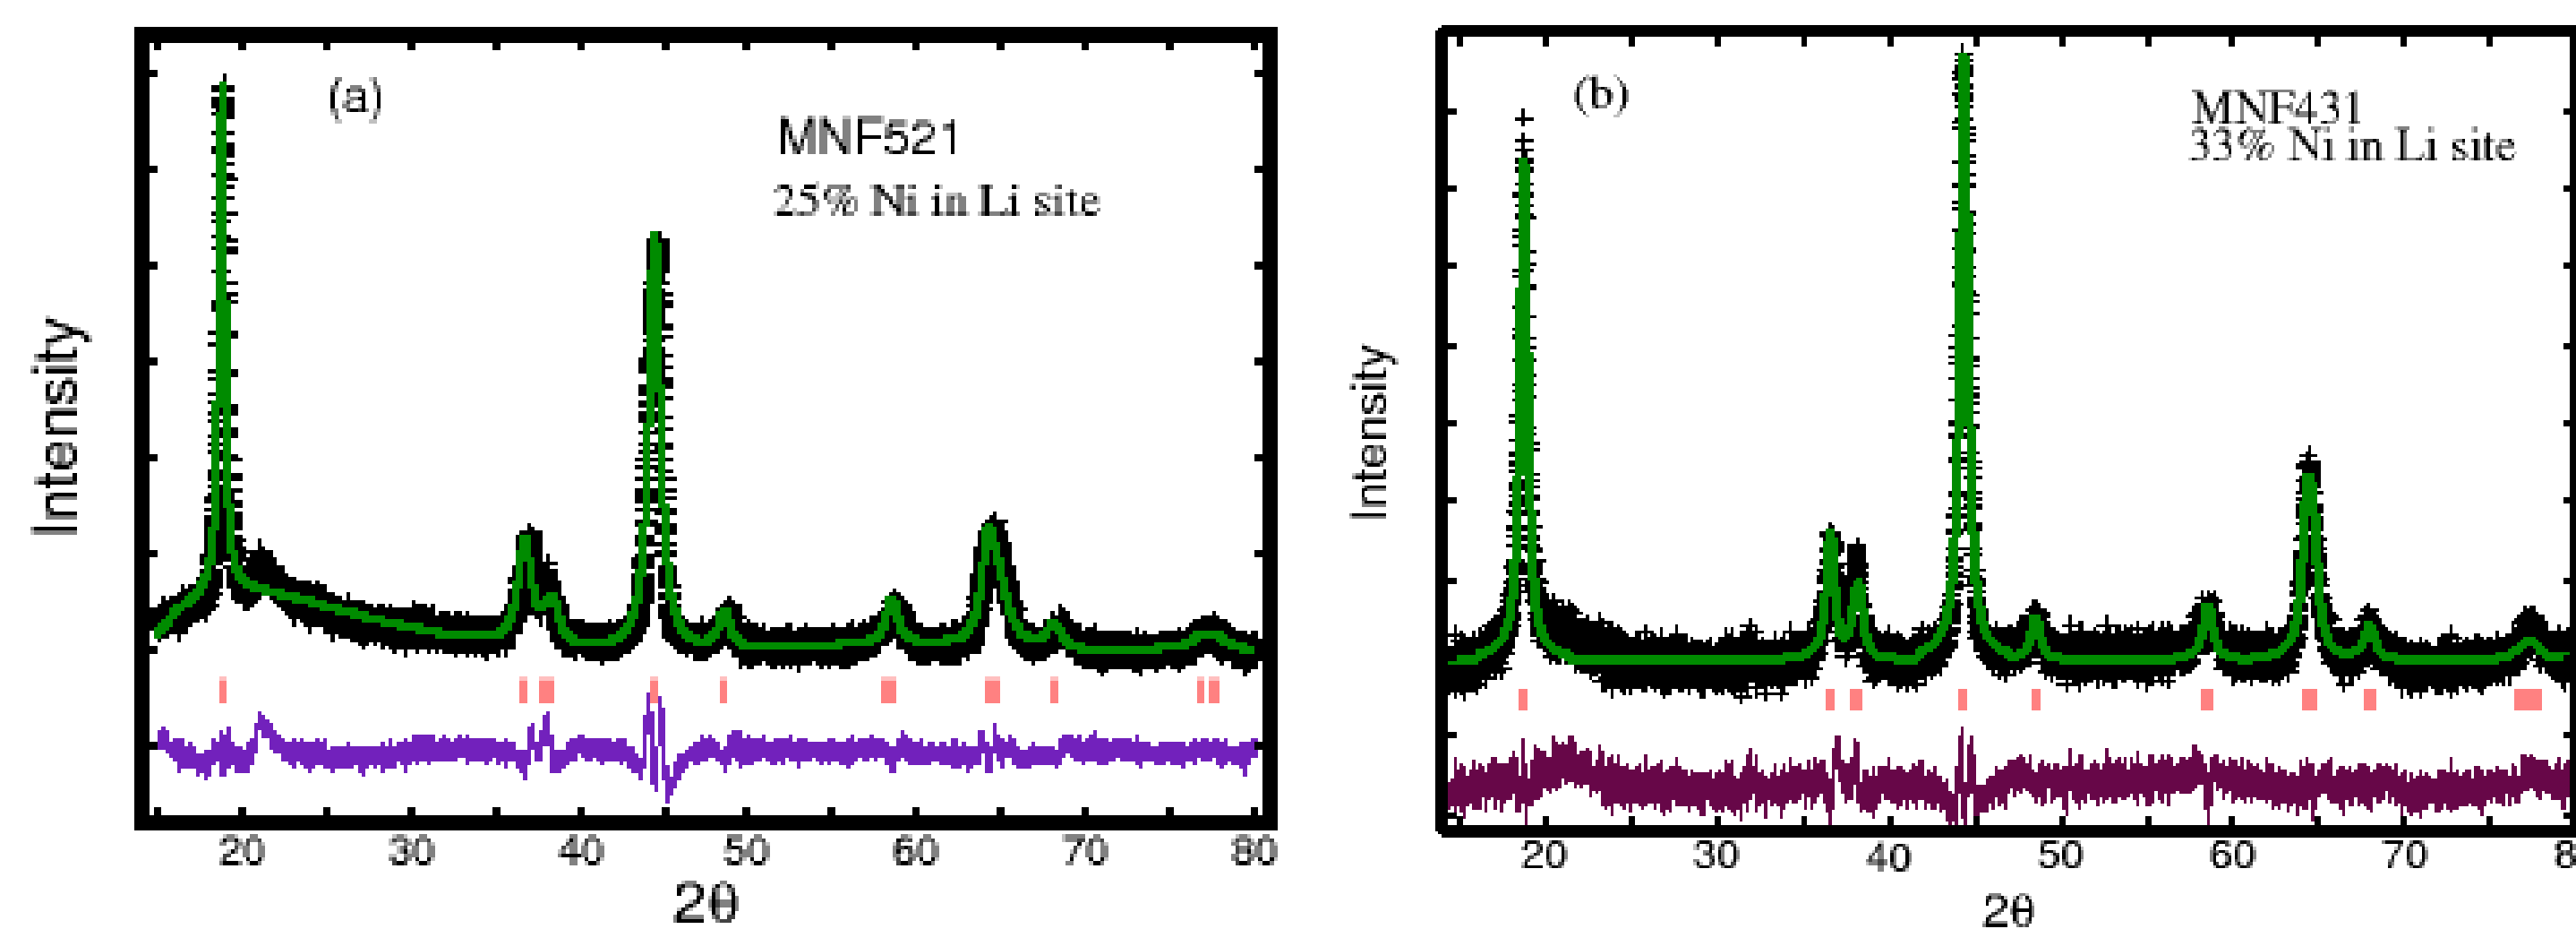 (a)
MNF521
25% Ni in Li site
Intensity
20 30 40 50 60 70 80
2θ
(b)
MNF431
33% Ni in Li site
Intensity
20 30 40 50 60 70 8
2θ